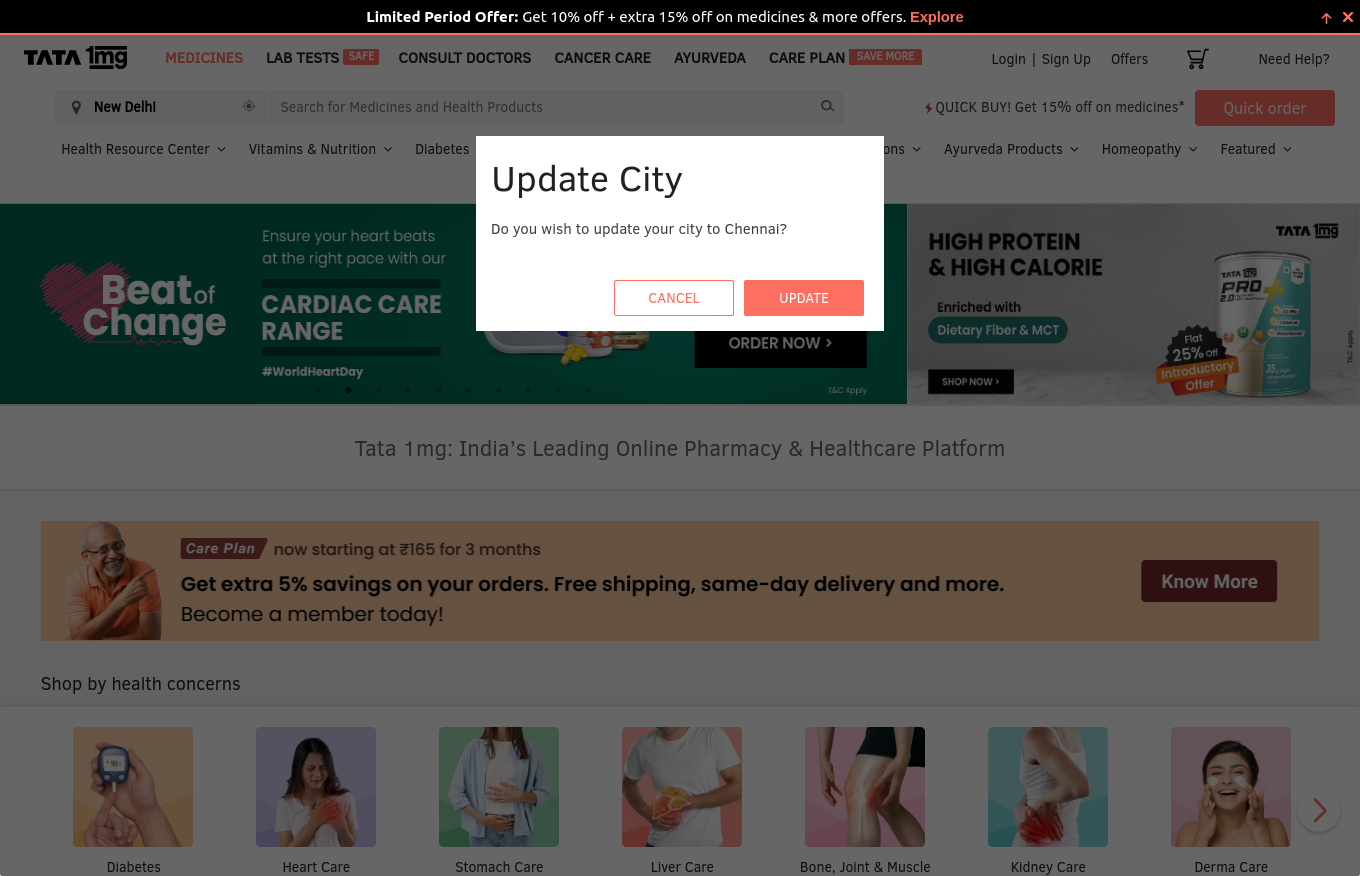 Limited Period Offer: Get 10% off + extra 15% off on medicines & more offers. Explore
TATA 1mg
MEDICINES
LAB TESTS SAFE
CONSULT DOCTORS
CANCER CARE
AYURVEDA
CARE PLAN SAVE MORE
Login | Sign Up
Offers
Need Help?
New Delhi
Search for Medicines and Health Products
QUICK BUY! Get 15% off on medicines*
Quick order
Health Resource Center
Vitamins & Nutrition
Diabetes
ons
Ayurveda Products
Homeopathy
Featured
Update City
Do you wish to update your city to Chennai?
CANCEL
UPDATE
Beat of
Change
Ensure your heart beats
at the right pace with our
CARDIAC CARE
RANGE
#WorldHeartDay
ORDER NOW >
T&C Apply
TATA 1mg
HIGH PROTEIN
& HIGH CALORIE
Enriched with
Dietary Fiber & MCT
SHOP NOW >
Flat
25% off
Introductory
Offer
TATA 1mg
PRO+
2.0
T&C Apply
Tata 1mg: India's Leading Online Pharmacy & Healthcare Platform
Care Plan now starting at ₹165 for 3 months
Get extra 5% savings on your orders. Free shipping, same-day delivery and more.
Become a member today!
Know More
Shop by health concerns
Diabetes
Heart Care
Stomach Care
Liver Care
Bone, Joint & Muscle
Kidney Care
Derma Care